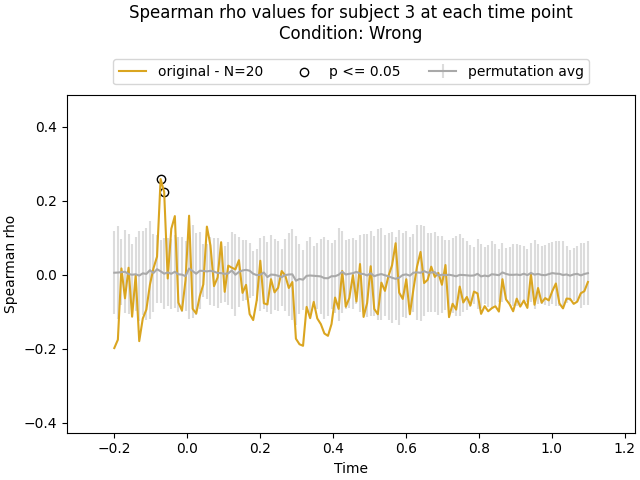 Spearman rho values for subject 3 at each time point
Condition: Wrong
original - N=20
p <= 0.05
permutation avg
0.4
0.2
0.0
−0.2
−0.4
Spearman rho
−0.2
0.0
0.2
0.4
0.6
0.8
1.0
1.2
Time